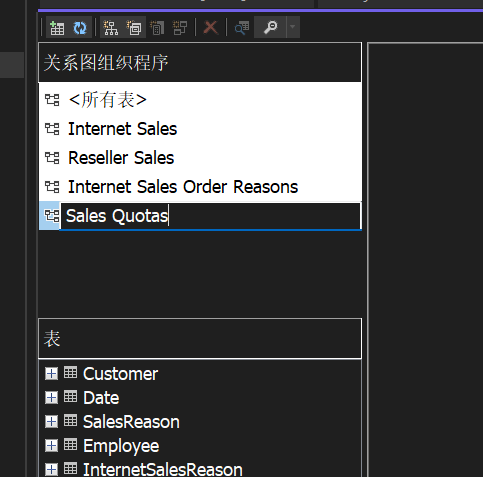 关系图组织程序
<所有表>
Internet Sales
Reseller Sales
Internet Sales Order Reasons
Sales Quotas
表
Customer
Date
SalesReason
Employee
InternetSalesReason